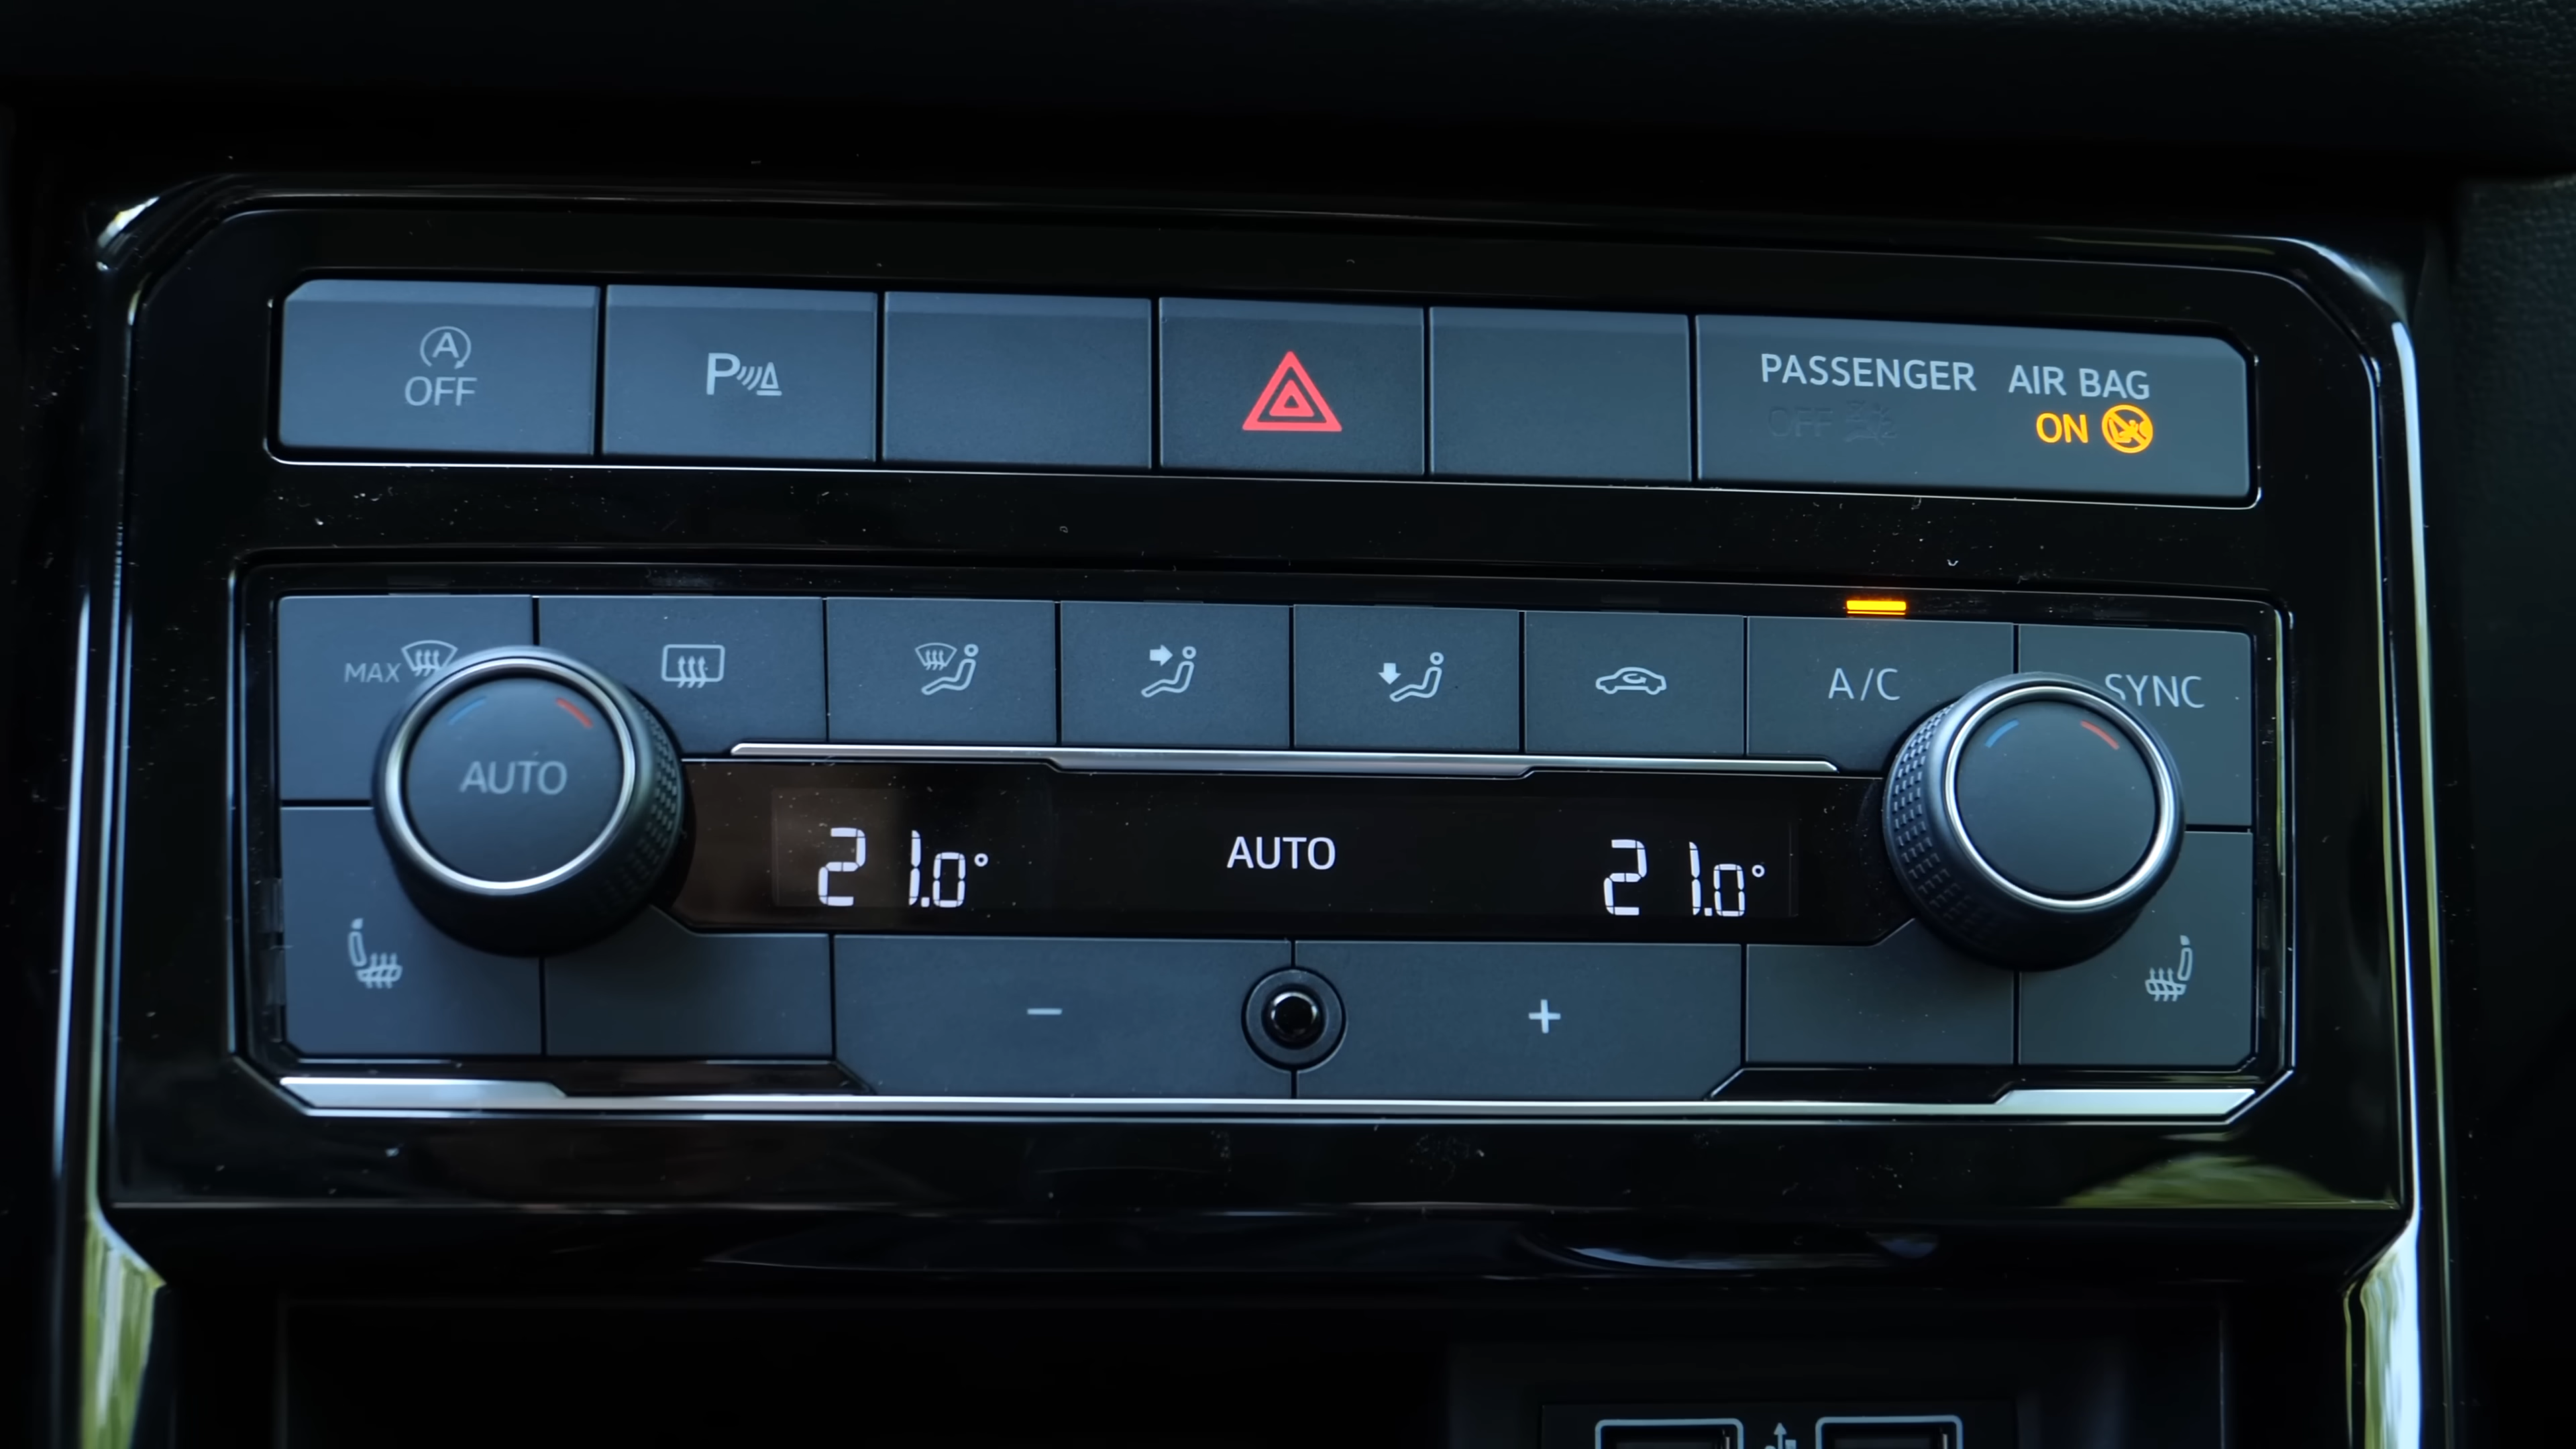 A
OFF
P
PASSENGER AIR BAG
OFF
ON
MAX
A/C
SYNC
AUTO
21.0°
AUTO
21.0°
− +